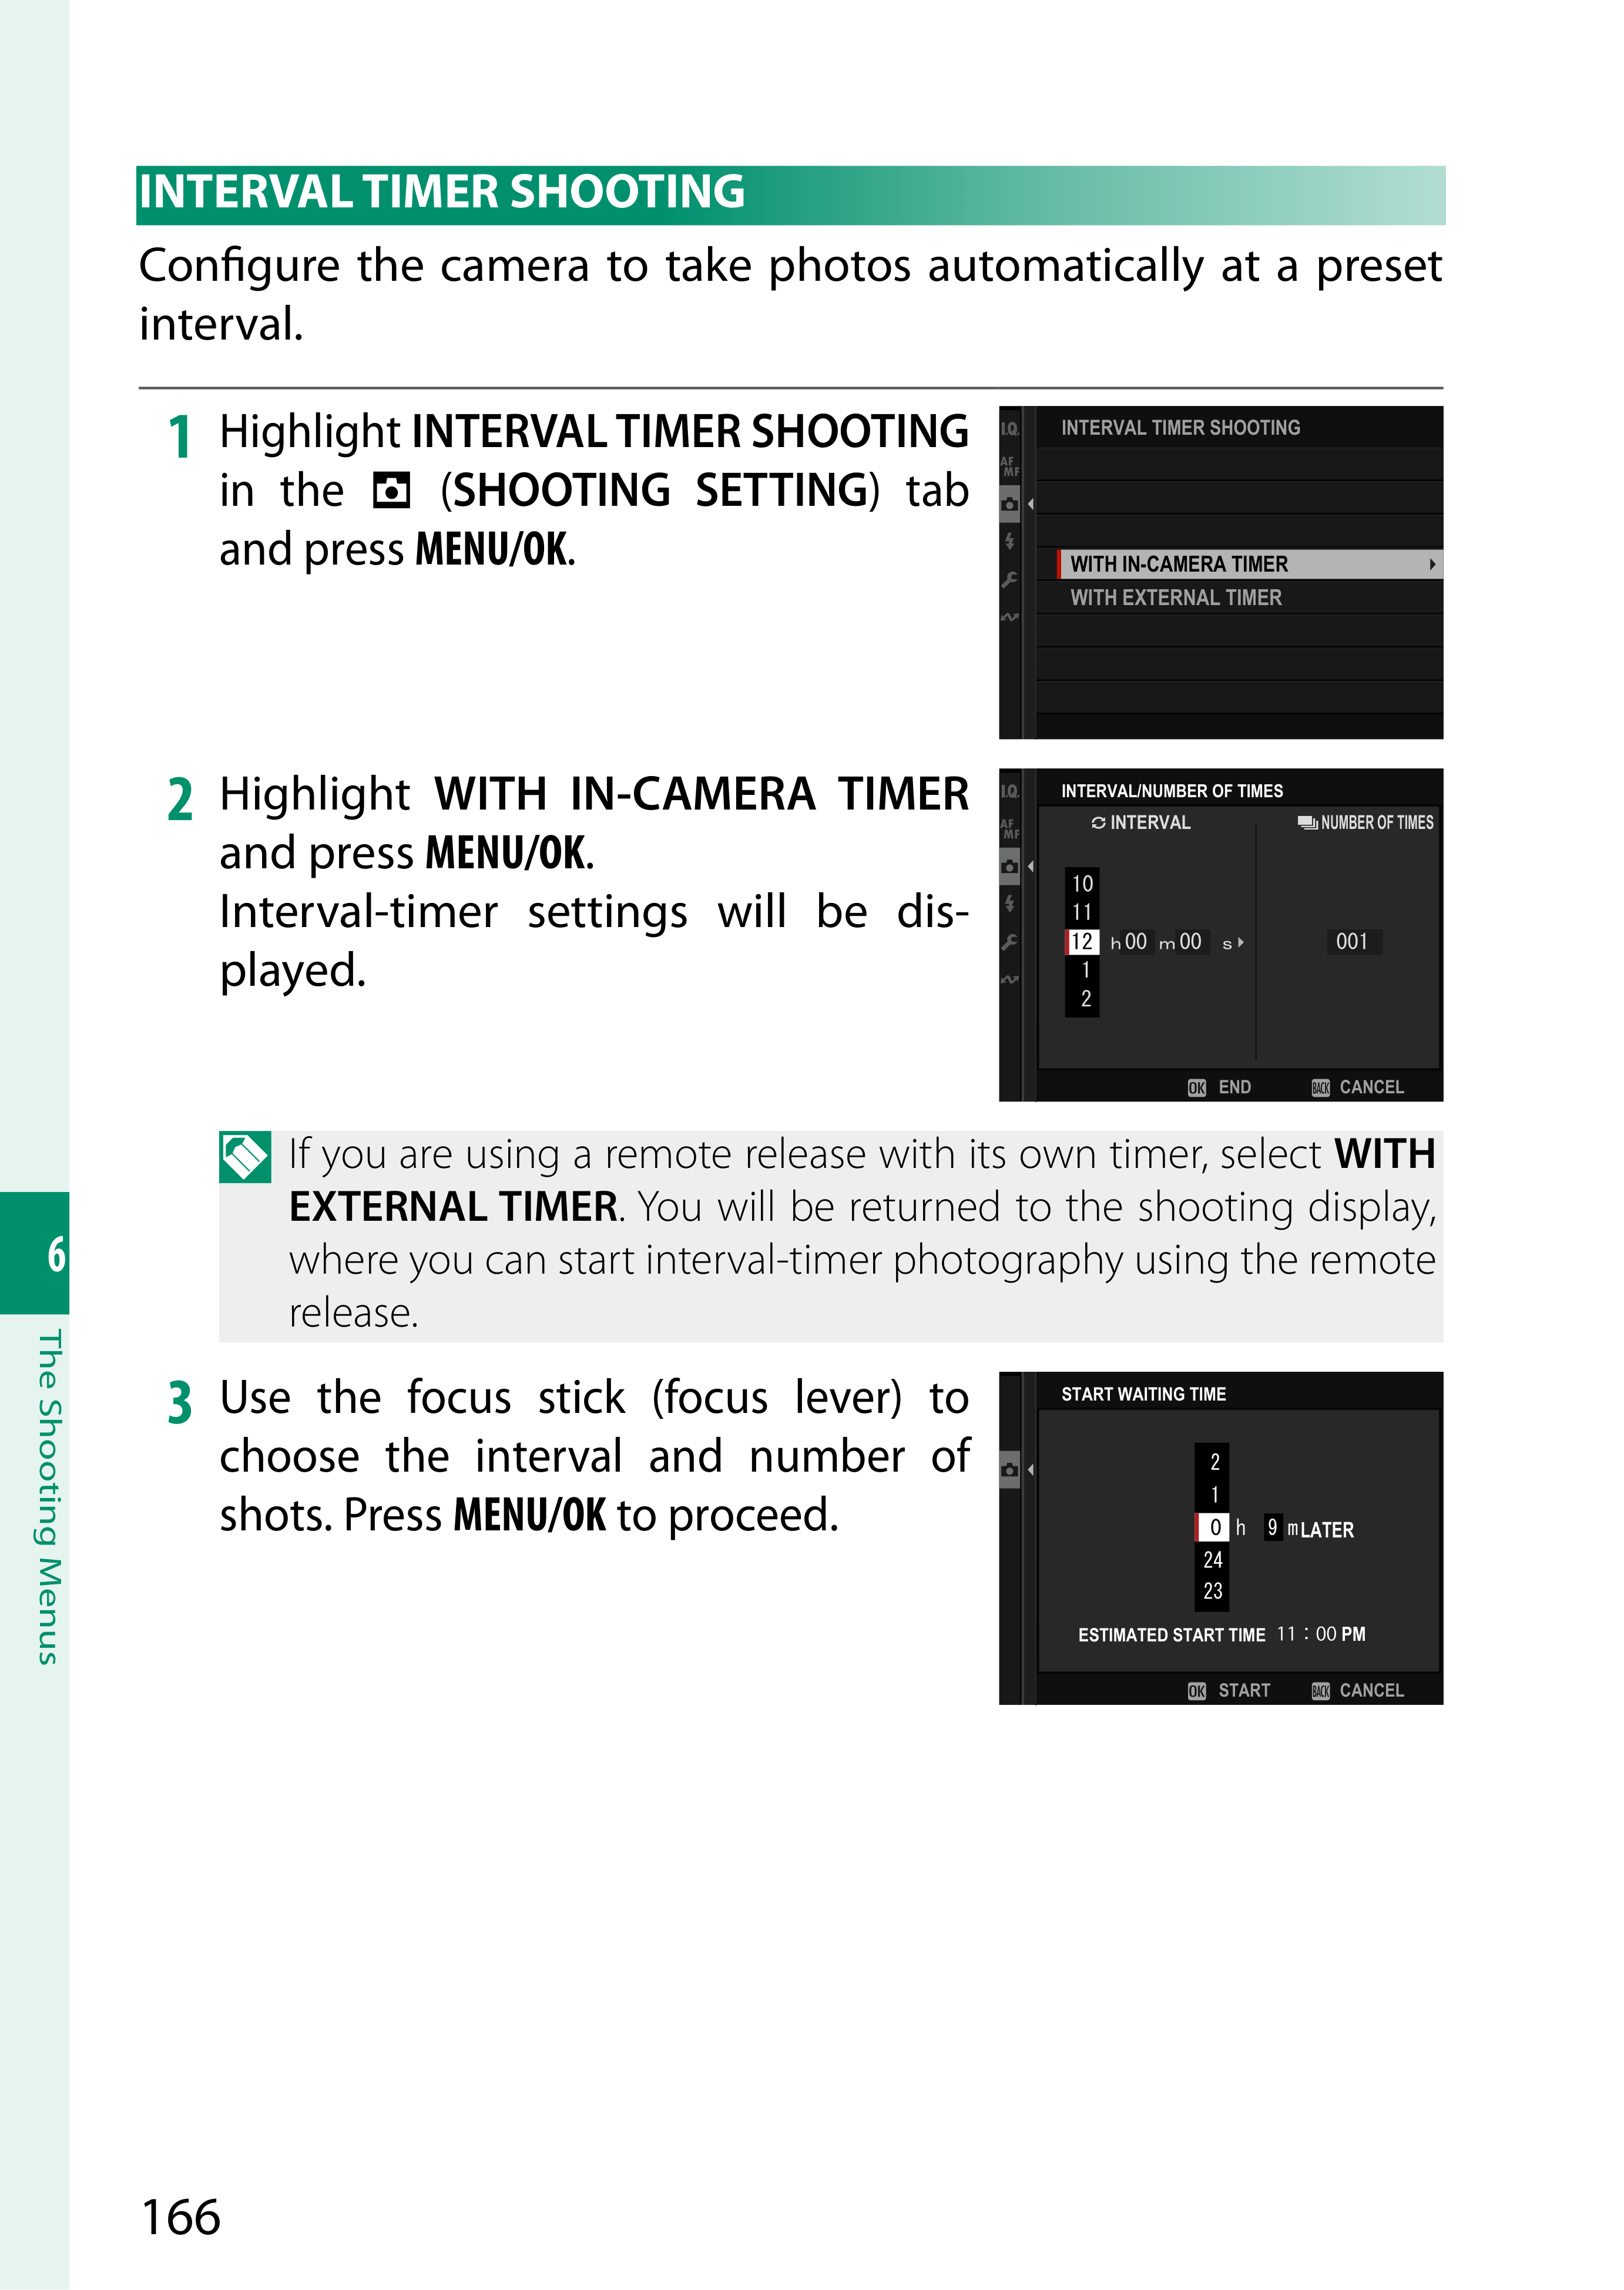 INTERVAL TIMER SHOOTING
Configure the camera to take photos automatically at a preset
interval.
1 Highlight INTERVAL TIMER SHOOTING
in the (SHOOTING SETTING) tab
and press MENU/OK.
I.Q.
AF
MF
INTERVAL TIMER SHOOTING
WITH IN-CAMERA TIMER
WITH EXTERNAL TIMER
2 Highlight WITH IN-CAMERA TIMER
and press MENU/OK.
Interval-timer settings will be dis-
played.
I.Q.
AF
MF
INTERVAL/NUMBER OF TIMES
INTERVAL NUMBER OF TIMES
10
11
12 h 00 m 00 s 001
1
2
OK END BACK CANCEL
If you are using a remote release with its own timer, select WITH
EXTERNAL TIMER. You will be returned to the shooting display,
where you can start interval-timer photography using the remote
release.
3 Use the focus stick (focus lever) to
choose the interval and number of
shots. Press MENU/OK to proceed.
START WAITING TIME
2
1
0 h 9 m LATER
24
23
ESTIMATED START TIME 11 : 00 PM
OK START BACK CANCEL
6
The Shooting Menus
166